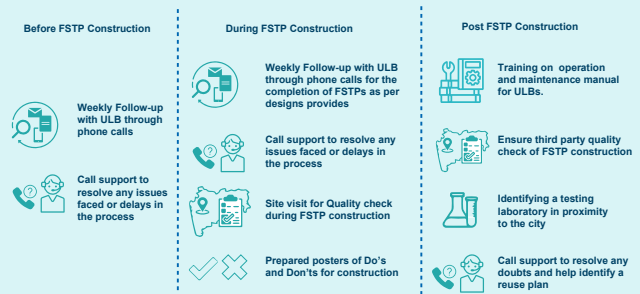 Before FSTP Construction
Weekly Follow-up
with ULB through
phone calls
Call support to
resolve any issues
faced or delays in
the process
During FSTP Construction
Weekly Follow-up with ULB
through phone calls for the
completion of FSTPs as per
designs provides
Call support to resolve any
issues faced or delays in
the process
Site visit for Quality check
during FSTP construction
Prepared posters of Do's
and Don'ts for construction
Post FSTP Construction
Training on operation
and maintenance manual
for ULBs.
Ensure third party quality
check of FSTP construction
Identifying a testing
laboratory in proximity
to the city
Call support to resolve any
doubts and help identify a
reuse plan